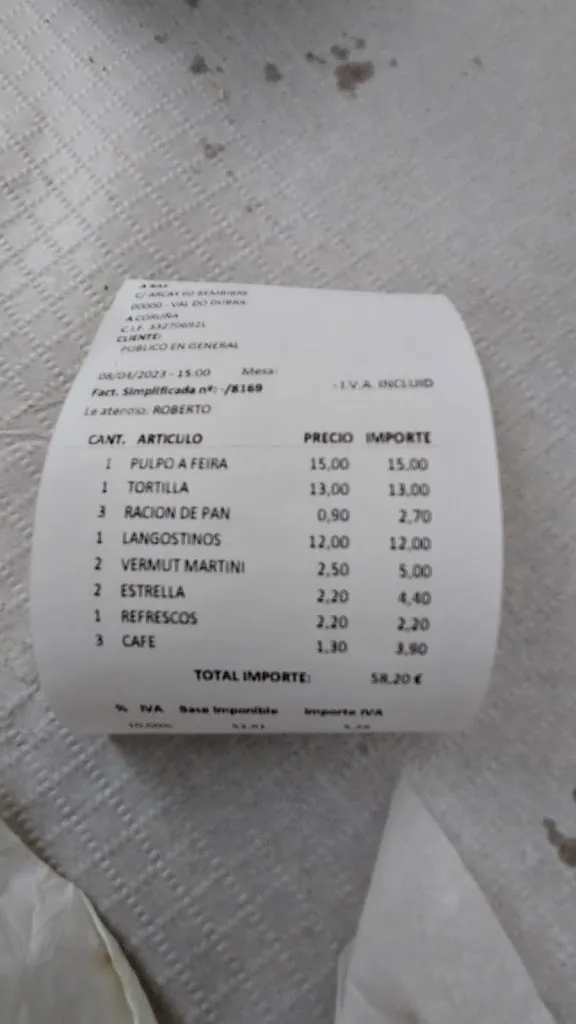 C/ ARCAY 60 BEMBIBRE
00000 - VAL DO DUBRA
A CORUÑA
CLIENTE:
PUBLICO EN GENERAL
08/04/2023 - 15:00 Mesa:
Fact. Simplificada nº: -/8169 - I.V.A. INCLUID
Le atendio: ROBERTO
CANT. ARTICULO PRECIO IMPORTE
1 PULPO A FEIRA 15,00 15,00
1 TORTILLA 13,00 13,00
3 RACION DE PAN 0,90 2,70
1 LANGOSTINOS 12,00 12,00
2 VERMUT MARTINI 2,50 5,00
2 ESTRELLA 2,20 4,40
1 REFRESCOS 2,20 2,20
3 CAFE 1,30 3,90
TOTAL IMPORTE: 58,20 €
% IVA Base Imponible Importe IVA
10,00%